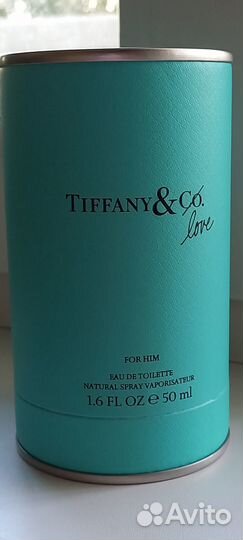 TIFFANY & CO.
love
FOR HIM
EAU DE TOILETTE
NATURAL SPRAY VAPORISATEUR
1.6 FL OZ ℮ 50 ml
Avito